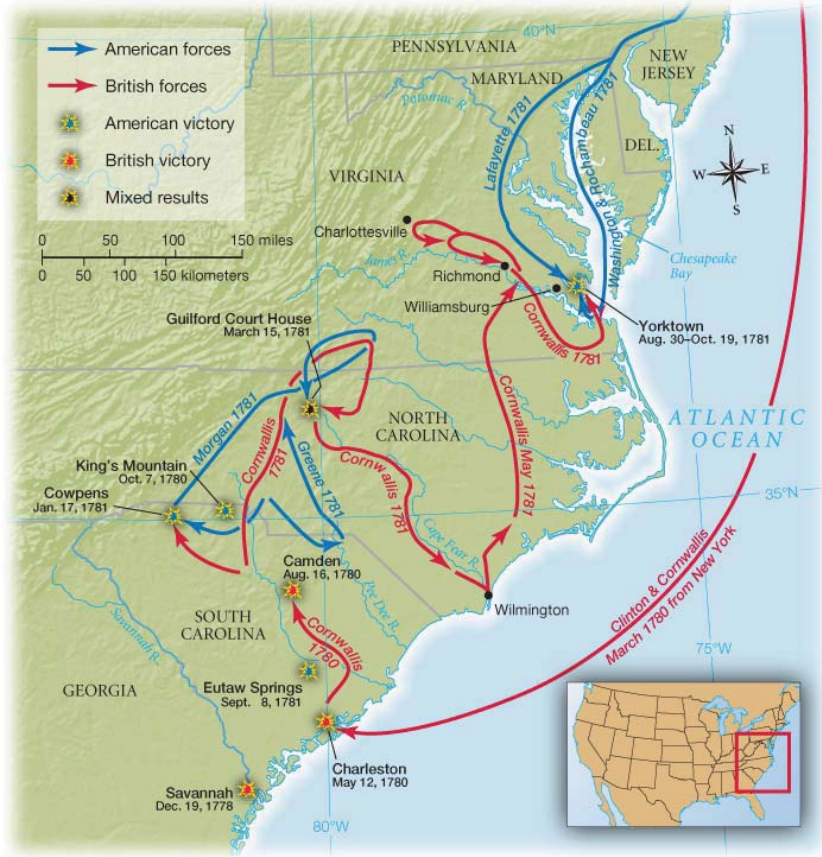 American forces
British forces
American victory
British victory
Mixed results
0 50 100 150 miles
0 50 100 150 kilometers
40°N
PENNSYLVANIA
NEW
JERSEY
MARYLAND
Potomac R.
DEL.
N
W E
S
VIRGINIA
Lafayette 1781
Washington & Rochambeau 1781
Charlottesville
James R.
Richmond
Chesapeake
Bay
Williamsburg
Guilford Court House
March 15, 1781
Yorktown
Aug. 30–Oct. 19, 1781
Cornwallis 1781
Morgan 1781
Cornwallis
1781
NORTH
CAROLINA
Cornwallis May 1781
ATLANTIC
OCEAN
King's Mountain
Oct. 7, 1780
Greene 1781
Cornwallis 1781
Cowpens
Jan. 17, 1781
35°N
Cape Fear R.
Camden
Aug. 16, 1780
Pee Dee R.
Wilmington
Clinton & Cornwallis
March 1780 from New York
Savannah R.
SOUTH
CAROLINA
Cornwallis
1780
75°W
GEORGIA
Eutaw Springs
Sept. 8, 1781
Charleston
May 12, 1780
Savannah
Dec. 19, 1778
80°W